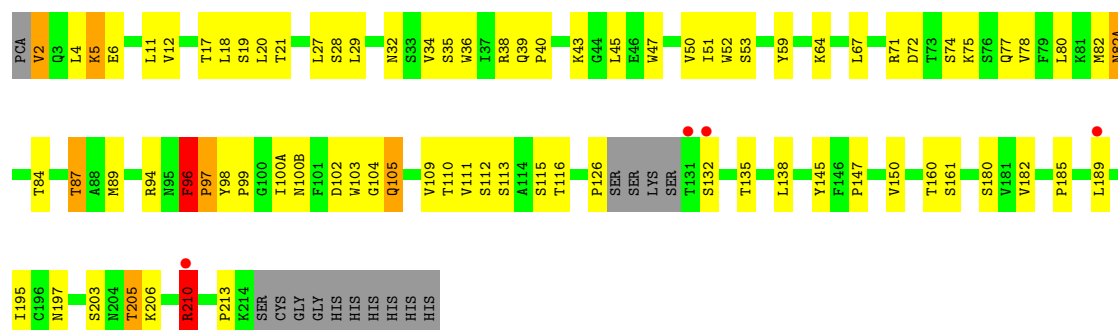 PCA V2 Q3 L4 K5 E6 L11 V12 T17 L18 S19 L20 T21 L27 S28 L29 N32 S33 V34 S35 W36 I37 R38 Q39 P40 K43 G44 L45 E46 W47 V50 I51 W52 S53 Y59 K64 L67 R71 D72 T73 S74 K75 S76 Q77 V78 F79 L80 K81 M82 N82A
T84 T87 A88 M89 R94 N95 F96 P97 Y98 P99 G100 I100A N100B F101 D102 W103 G104 Q105 V109 T110 V111 S112 S113 A114 S115 T116 P126 SER SER LYS SER T131 S132 T135 L138 Y145 F146 P147 V150 T160 S161 S180 V181 V182 P185 L189
I195 C196 N197 S203 N204 T205 K206 R210 P213 K214 SER CYS GLY GLY HIS HIS HIS HIS HIS HIS